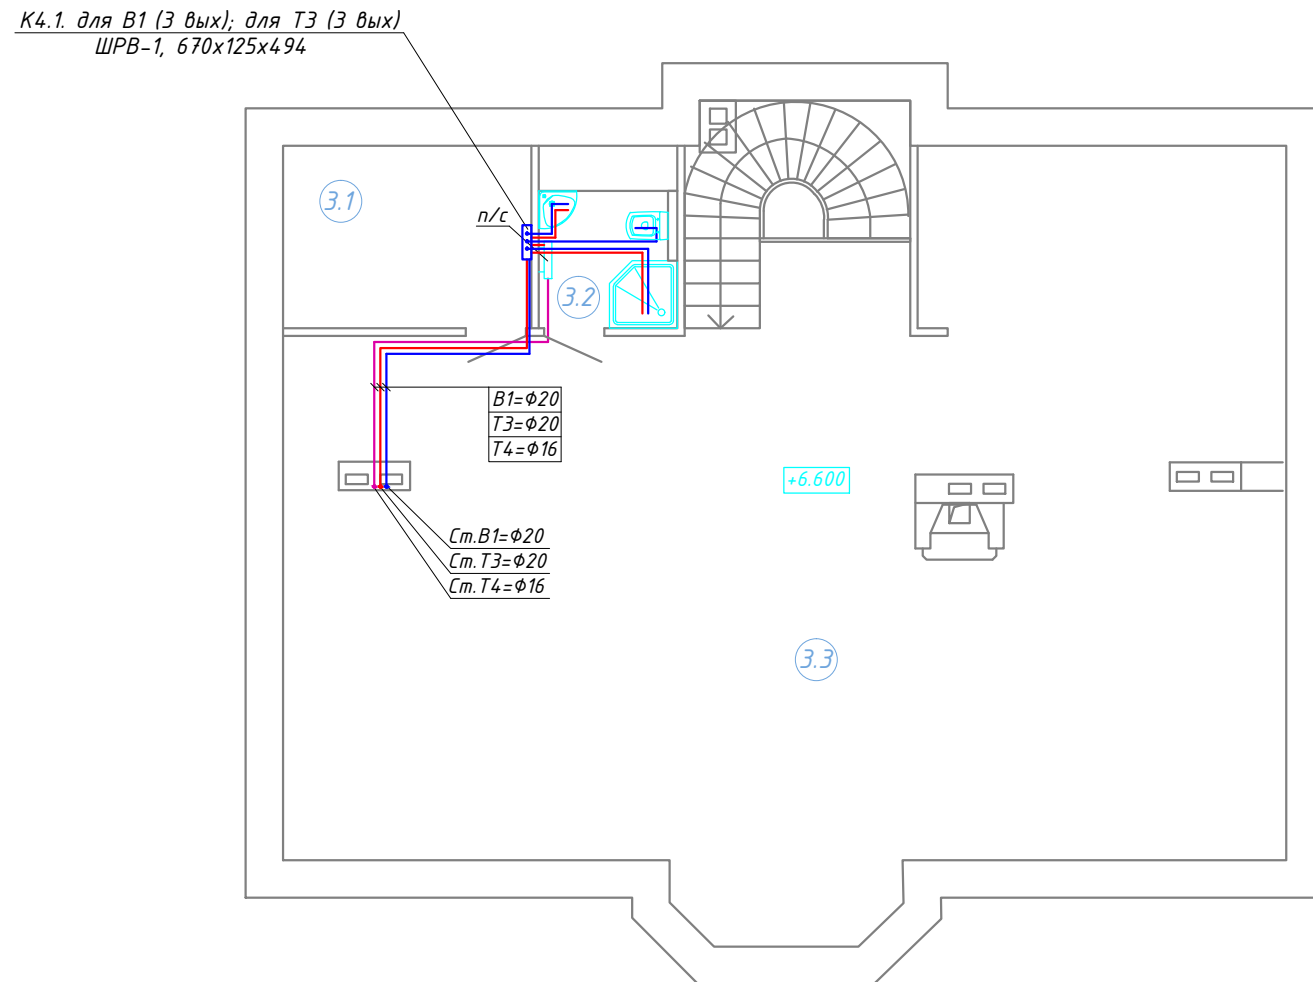 К4.1. для В1 (3 вых); для Т3 (3 вых)
ШРВ-1, 670х125х494
3.1
п/с
3.2
В1=Ф20
Т3=Ф20
Т4=Ф16
+6.600
Ст.В1=Ф20
Ст.Т3=Ф20
Ст.Т4=Ф16
3.3